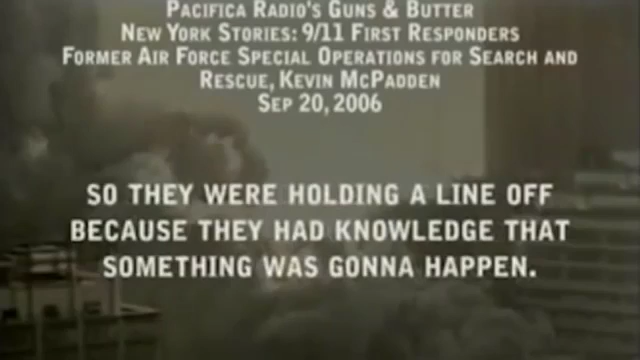 PACIFICA RADIO'S GUNS & BUTTER
NEW YORK STORIES: 9/11 FIRST RESPONDERS
FORMER AIR FORCE SPECIAL OPERATIONS FOR SEARCH AND
RESCUE, KEVIN MCPADDEN
SEP 20, 2006
SO THEY WERE HOLDING A LINE OFF
BECAUSE THEY HAD KNOWLEDGE THAT
SOMETHING WAS GONNA HAPPEN.